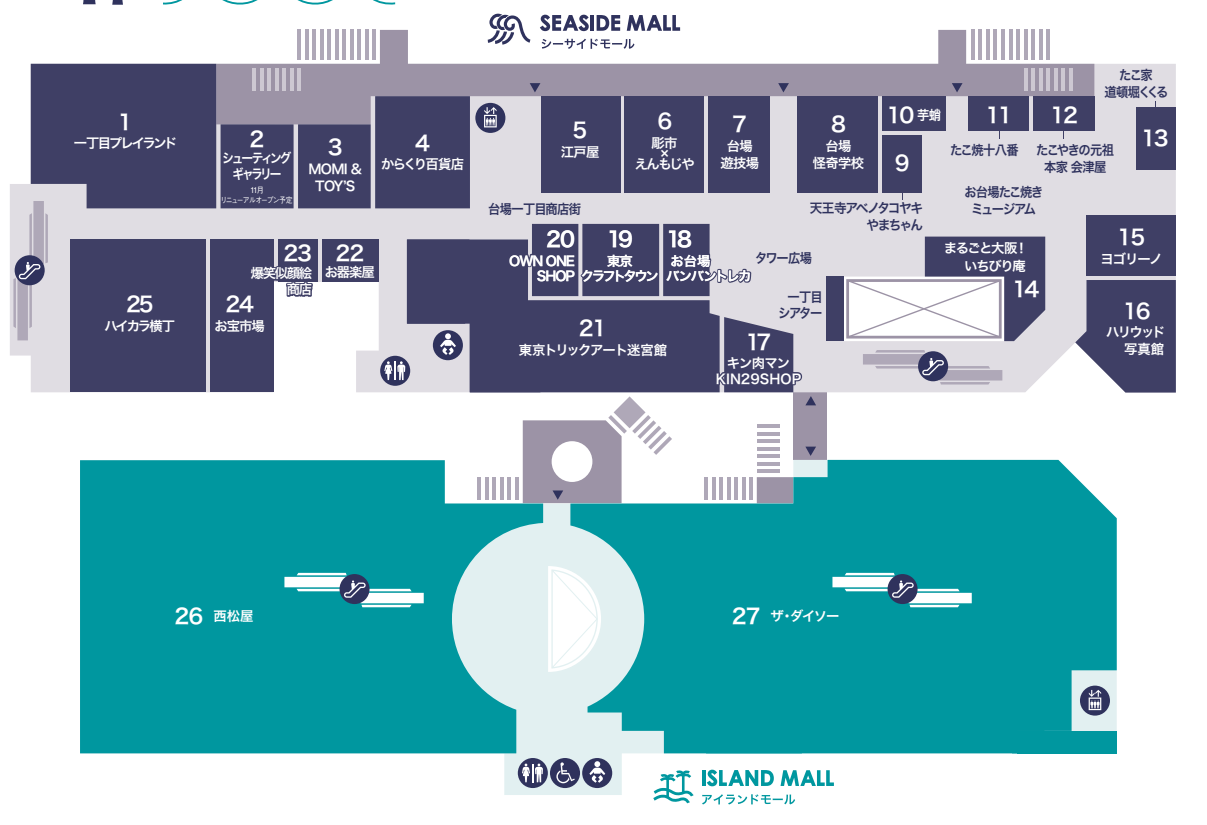 SEASIDE MALL
シーサイドモール
1
一丁目プレイランド
2
シューティング
ギャラリー
11月
リニューアルオープン予定
3
MOMI &
TOY'S
4
からくり百貨店
5
江戸屋
6
彫市
×
えんもじや
7
台場
遊技場
8
台場
怪奇学校
10 芋蛸
9
天王寺アベノタコヤキ
やまちゃん
11
たこ焼十八番
12
たこやきの元祖
本家 会津屋
たこ家
道頓堀くくる
13
お台場たこ焼き
ミュージアム
台場一丁目商店街
20
OWN ONE
SHOP
19
東京
クラフトタウン
18
お台場
バンバントレカ
タワー広場
まるごと大阪!
いちびり庵
14
15
ヨゴリーノ
16
ハリウッド
写真館
一丁目
シアター
17
キン肉マン
KIN29SHOP
21
東京トリックアート迷宮館
22
お器楽屋
23
爆笑似顔絵
商店
24
お宝市場
25
ハイカラ横丁
26 西松屋
27 ザ・ダイソー
ISLAND MALL
アイランドモール